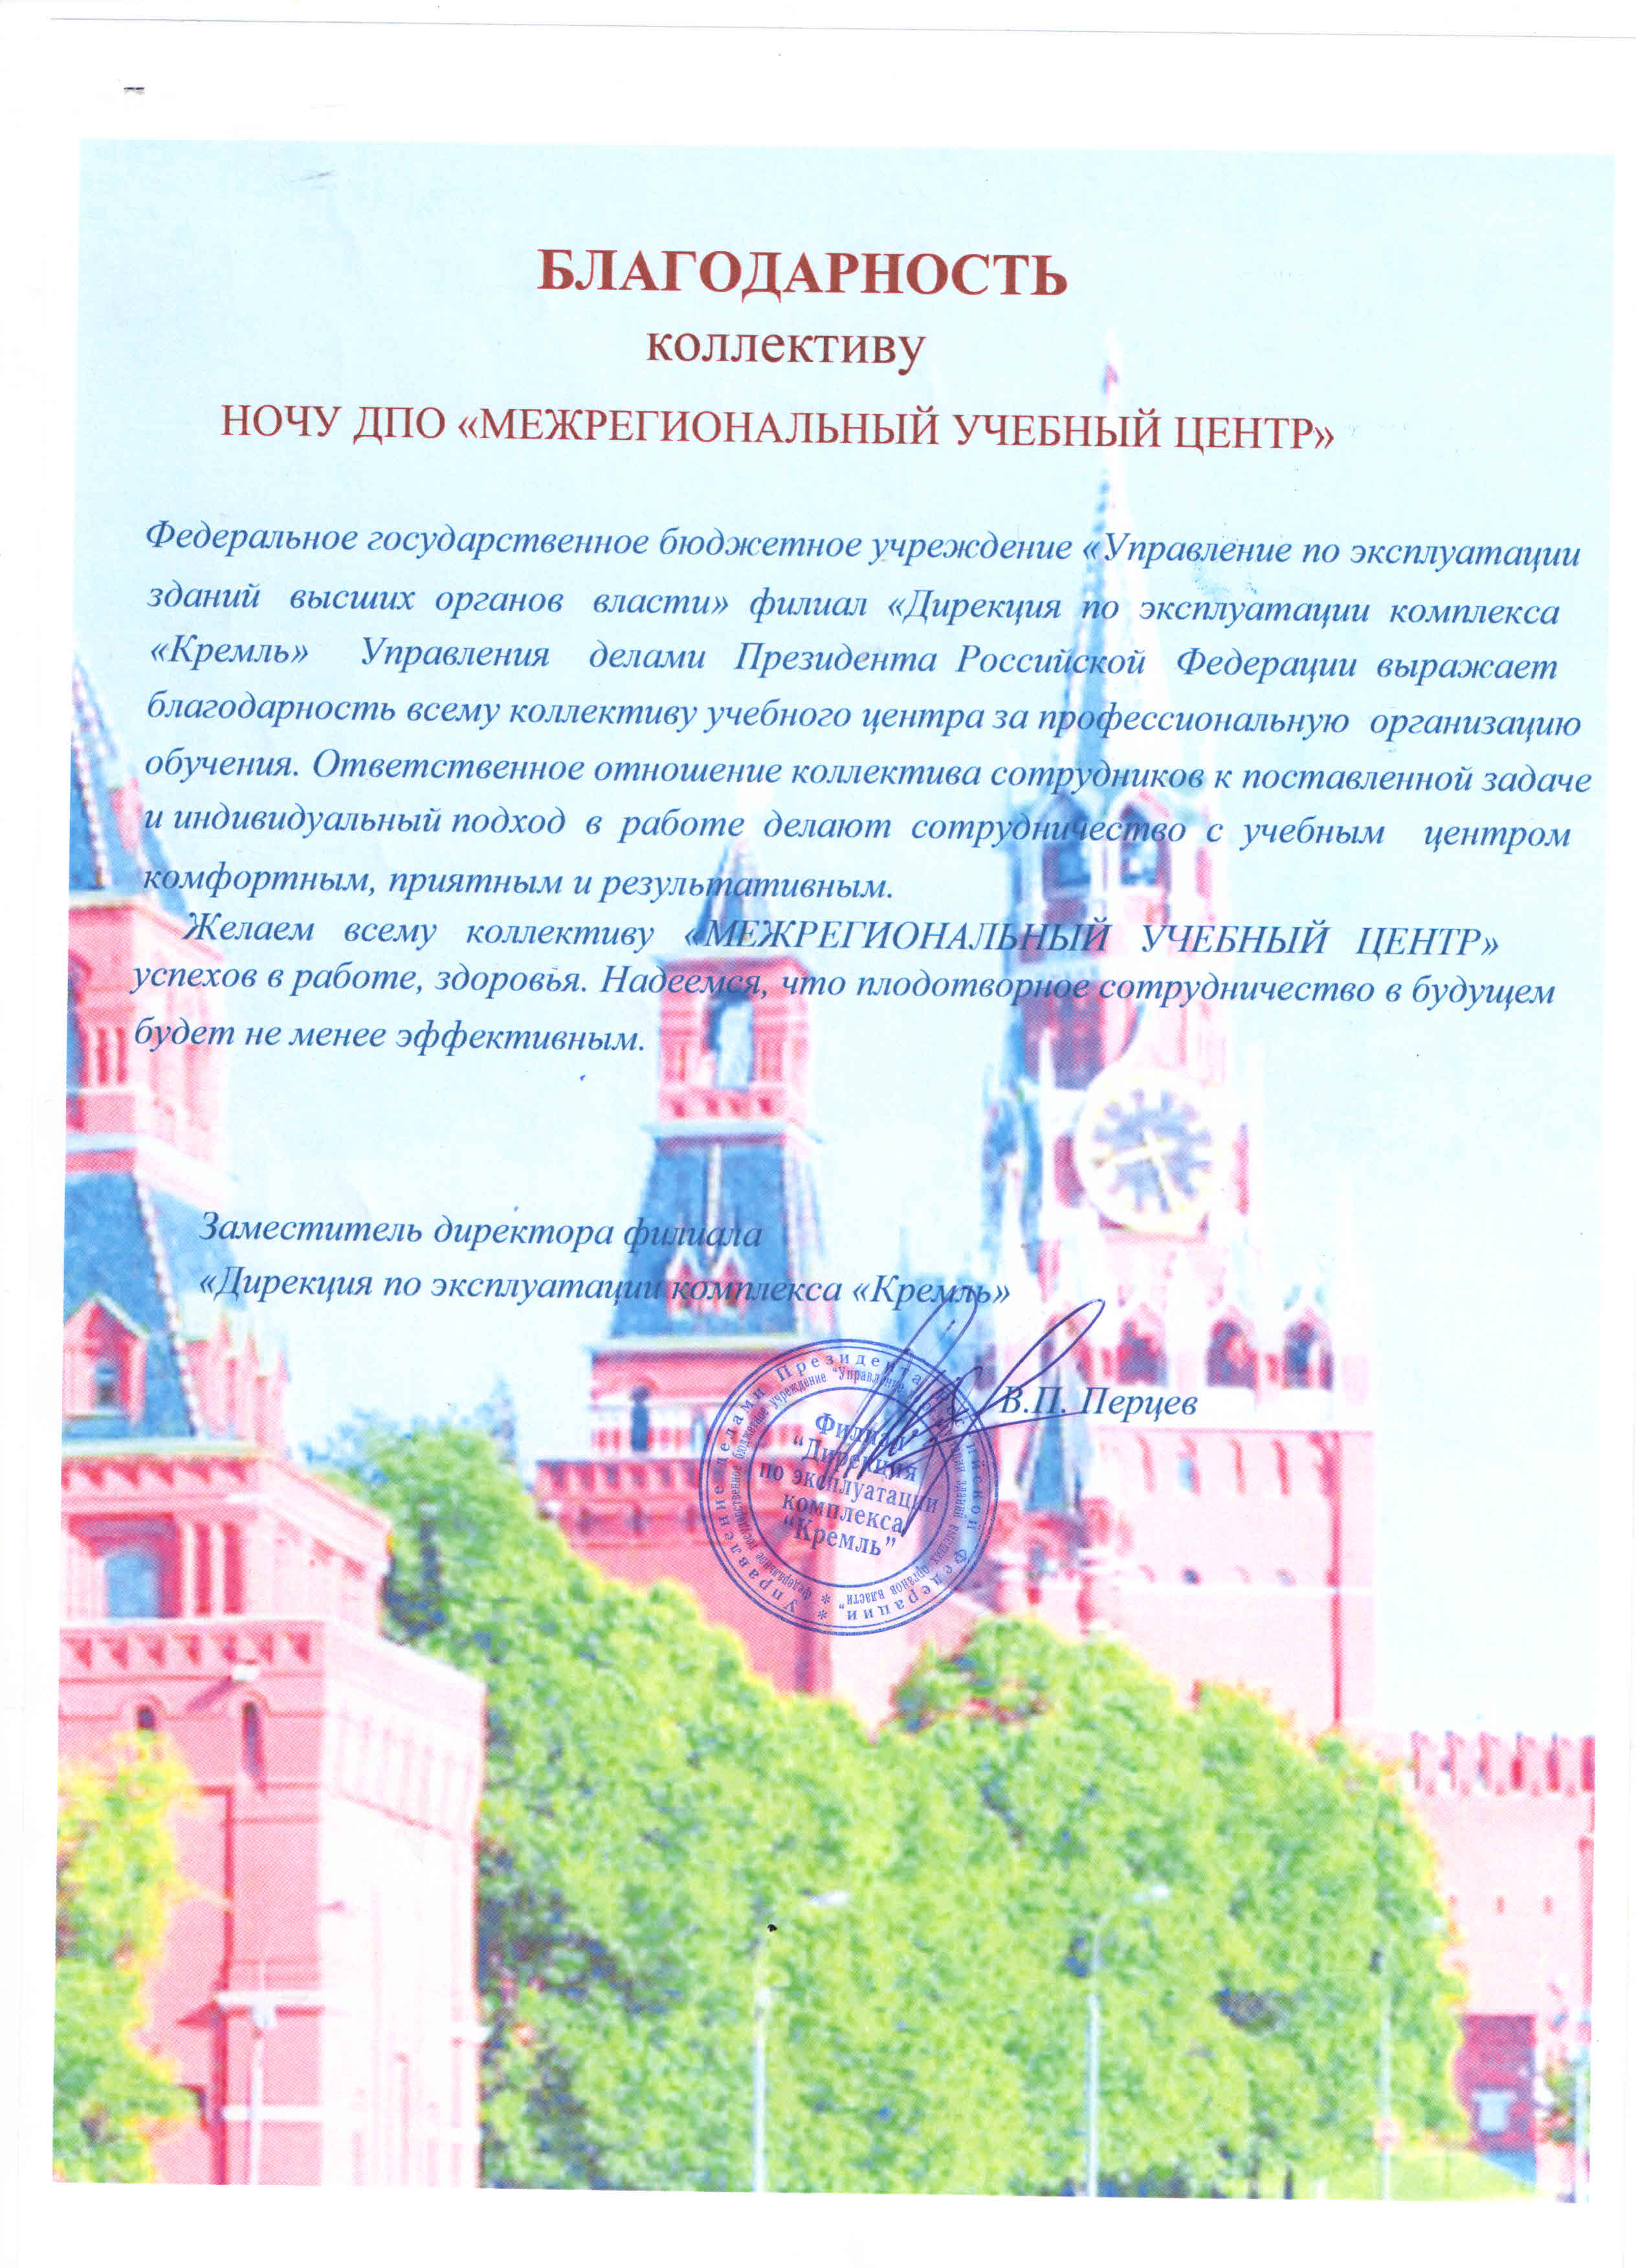 БЛАГОДАРНОСТЬ
коллективу
НОЧУ ДПО «МЕЖРЕГИОНАЛЬНЫЙ УЧЕБНЫЙ ЦЕНТР»
Федеральное государственное бюджетное учреждение «Управление по эксплуатации
зданий высших органов власти» филиал «Дирекция по эксплуатации комплекса
«Кремль» Управления делами Президента Российской Федерации выражает
благодарность всему коллективу учебного центра за профессиональную организацию
обучения. Ответственное отношение коллектива сотрудников к поставленной задаче
и индивидуальный подход в работе делают сотрудничество с учебным центром
комфортным, приятным и результативным.
Желаем всему коллективу «МЕЖРЕГИОНАЛЬНЫЙ УЧЕБНЫЙ ЦЕНТР»
успехов в работе, здоровья. Надеемся, что плодотворное сотрудничество в будущем
будет не менее эффективным.
Заместитель директора филиала
«Дирекция по эксплуатации комплекса «Кремль»
В.П. Перцев
Управление делами Президента Российской Федерации
Федеральное государственное бюджетное учреждение "Управление по эксплуатации зданий высших органов власти"
Филиал
“Дирекция
по эксплуатации
комплекса
“Кремль”